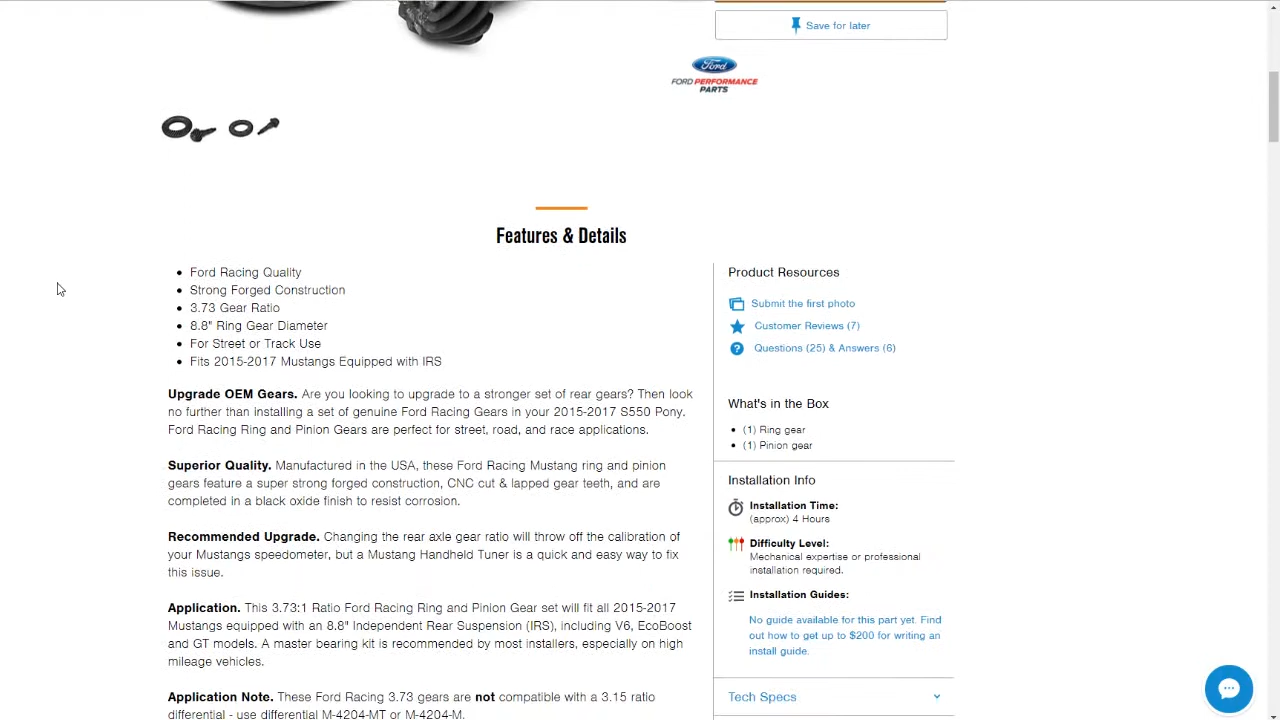 Save for later
Ford
FORD PERFORMANCE
PARTS
Features & Details
• Ford Racing Quality
• Strong Forged Construction
• 3.73 Gear Ratio
• 8.8" Ring Gear Diameter
• For Street or Track Use
• Fits 2015-2017 Mustangs Equipped with IRS
Upgrade OEM Gears. Are you looking to upgrade to a stronger set of rear gears? Then look
no further than installing a set of genuine Ford Racing Gears in your 2015-2017 S550 Pony.
Ford Racing Ring and Pinion Gears are perfect for street, road, and race applications.
Superior Quality. Manufactured in the USA, these Ford Racing Mustang ring and pinion
gears feature a super strong forged construction, CNC cut & lapped gear teeth, and are
completed in a black oxide finish to resist corrosion.
Recommended Upgrade. Changing the rear axle gear ratio will throw off the calibration of
your Mustangs speedometer, but a Mustang Handheld Tuner is a quick and easy way to fix
this issue.
Application. This 3.73:1 Ratio Ford Racing Ring and Pinion Gear set will fit all 2015-2017
Mustangs equipped with an 8.8" Independent Rear Suspension (IRS), including V6, EcoBoost
and GT models. A master bearing kit is recommended by most installers, especially on high
mileage vehicles.
Application Note. These Ford Racing 3.73 gears are not compatible with a 3.15 ratio
differential - use differential M-4204-MT or M-4204-M.
Product Resources
Submit the first photo
Customer Reviews (7)
Questions (25) & Answers (6)
What's in the Box
• (1) Ring gear
• (1) Pinion gear
Installation Info
Installation Time:
(approx) 4 Hours
Difficulty Level:
Mechanical expertise or professional
installation required.
Installation Guides:
No guide available for this part yet. Find
out how to get up to $200 for writing an
install guide.
Tech Specs